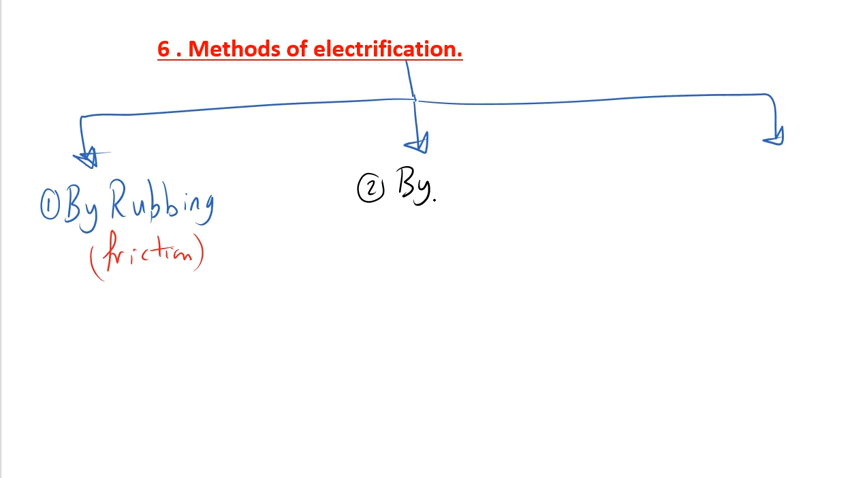 6 . Methods of electrification.
① By Rubbing
(friction)
② By.